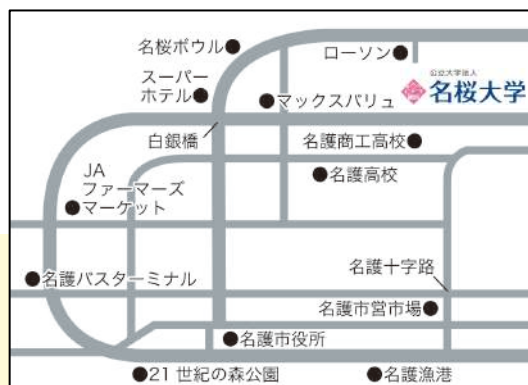 名桜ボウル
ローソン
スーパー
ホテル
公立大学法人
名桜大学
マックスバリュ
白銀橋
名護商工高校
JA
ファーマーズ
マーケット
名護高校
名護バスターミナル
名護十字路
名護市営市場
名護市役所
21世紀の森公園
名護漁港